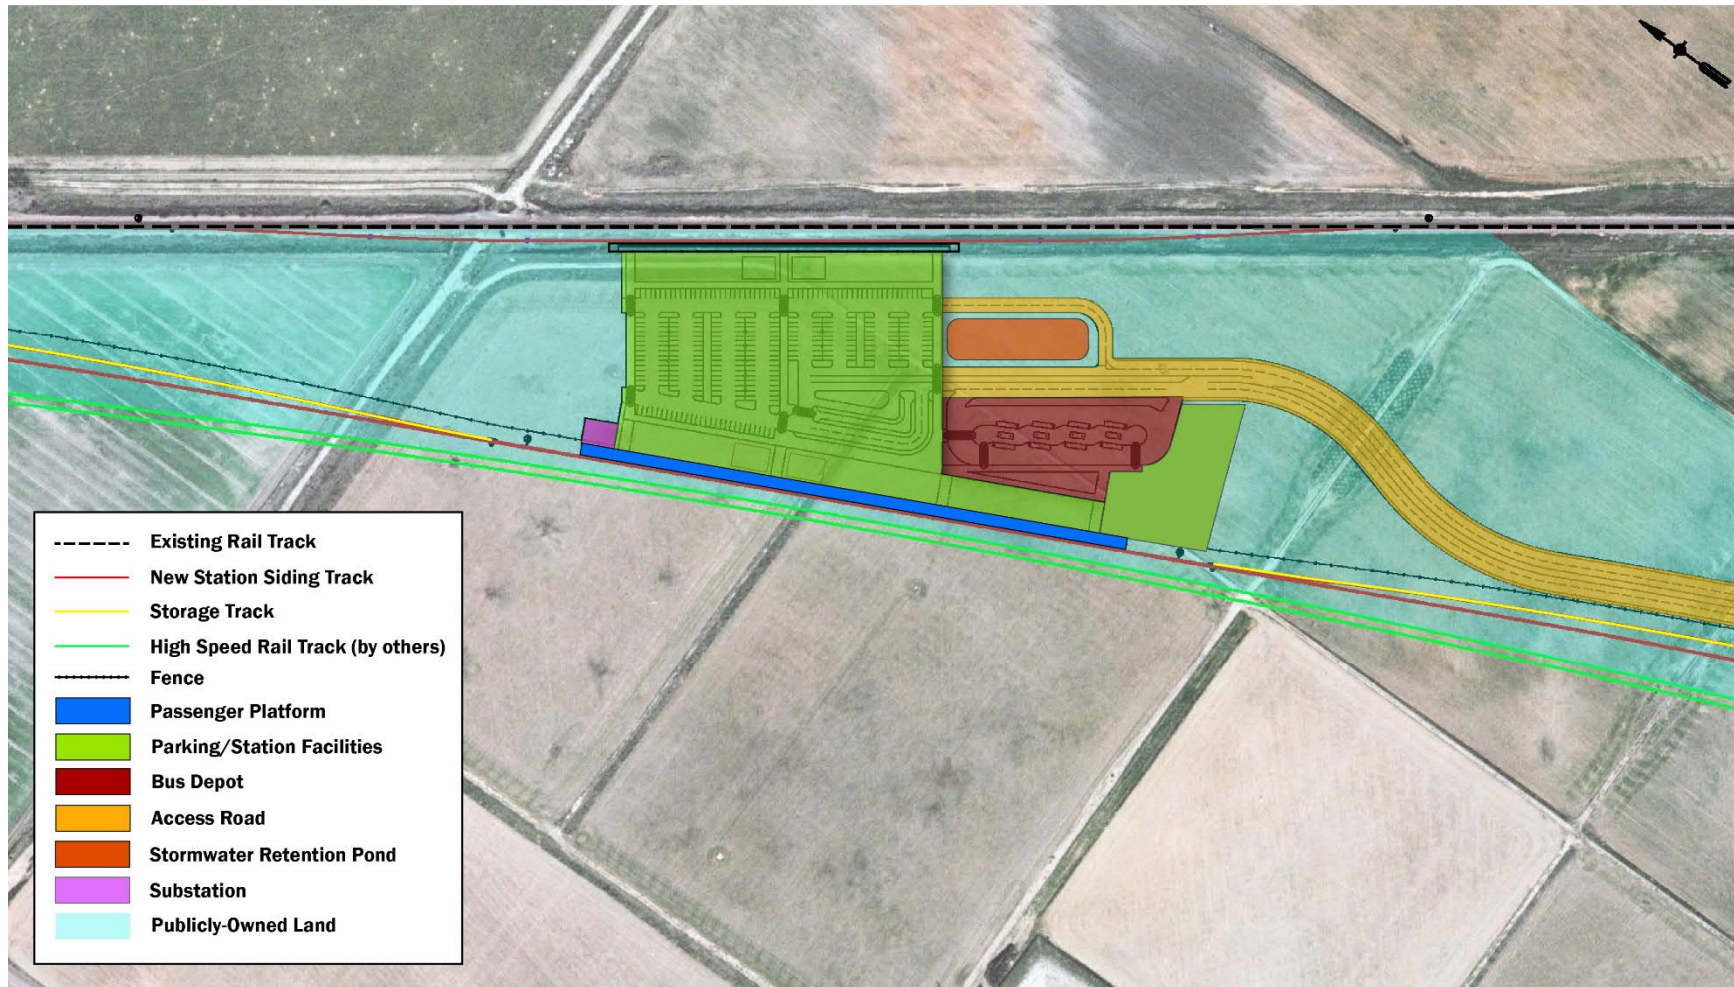 Existing Rail Track
New Station Siding Track
Storage Track
High Speed Rail Track (by others)
Fence
Passenger Platform
Parking/Station Facilities
Bus Depot
Access Road
Stormwater Retention Pond
Substation
Publicly-Owned Land